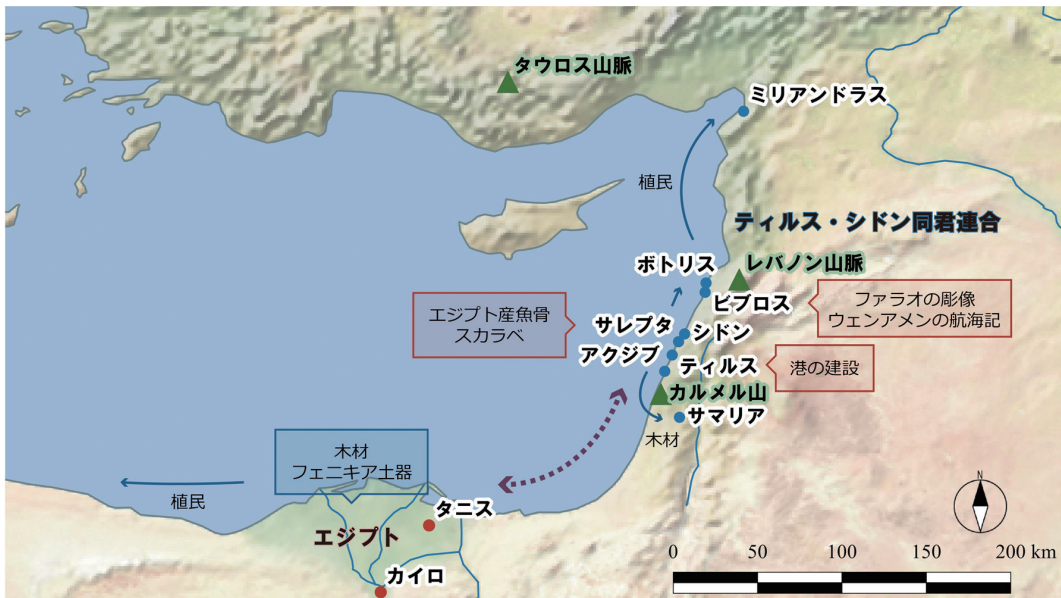 タウロス山脈
ミリアンドラス
植民
ティルス・シドン同君連合
ボトリス
レバノン山脈
ビブロス
ファラオの彫像
ウェンアメンの航海記
エジプト産魚骨
スカラベ
サレプタ
シドン
アクジブ
ティルス
港の建設
カルメル山
サマリア
木材
木材
フェニキア土器
植民
タニス
エジプト
カイロ
N
0 50 100 150 200 km